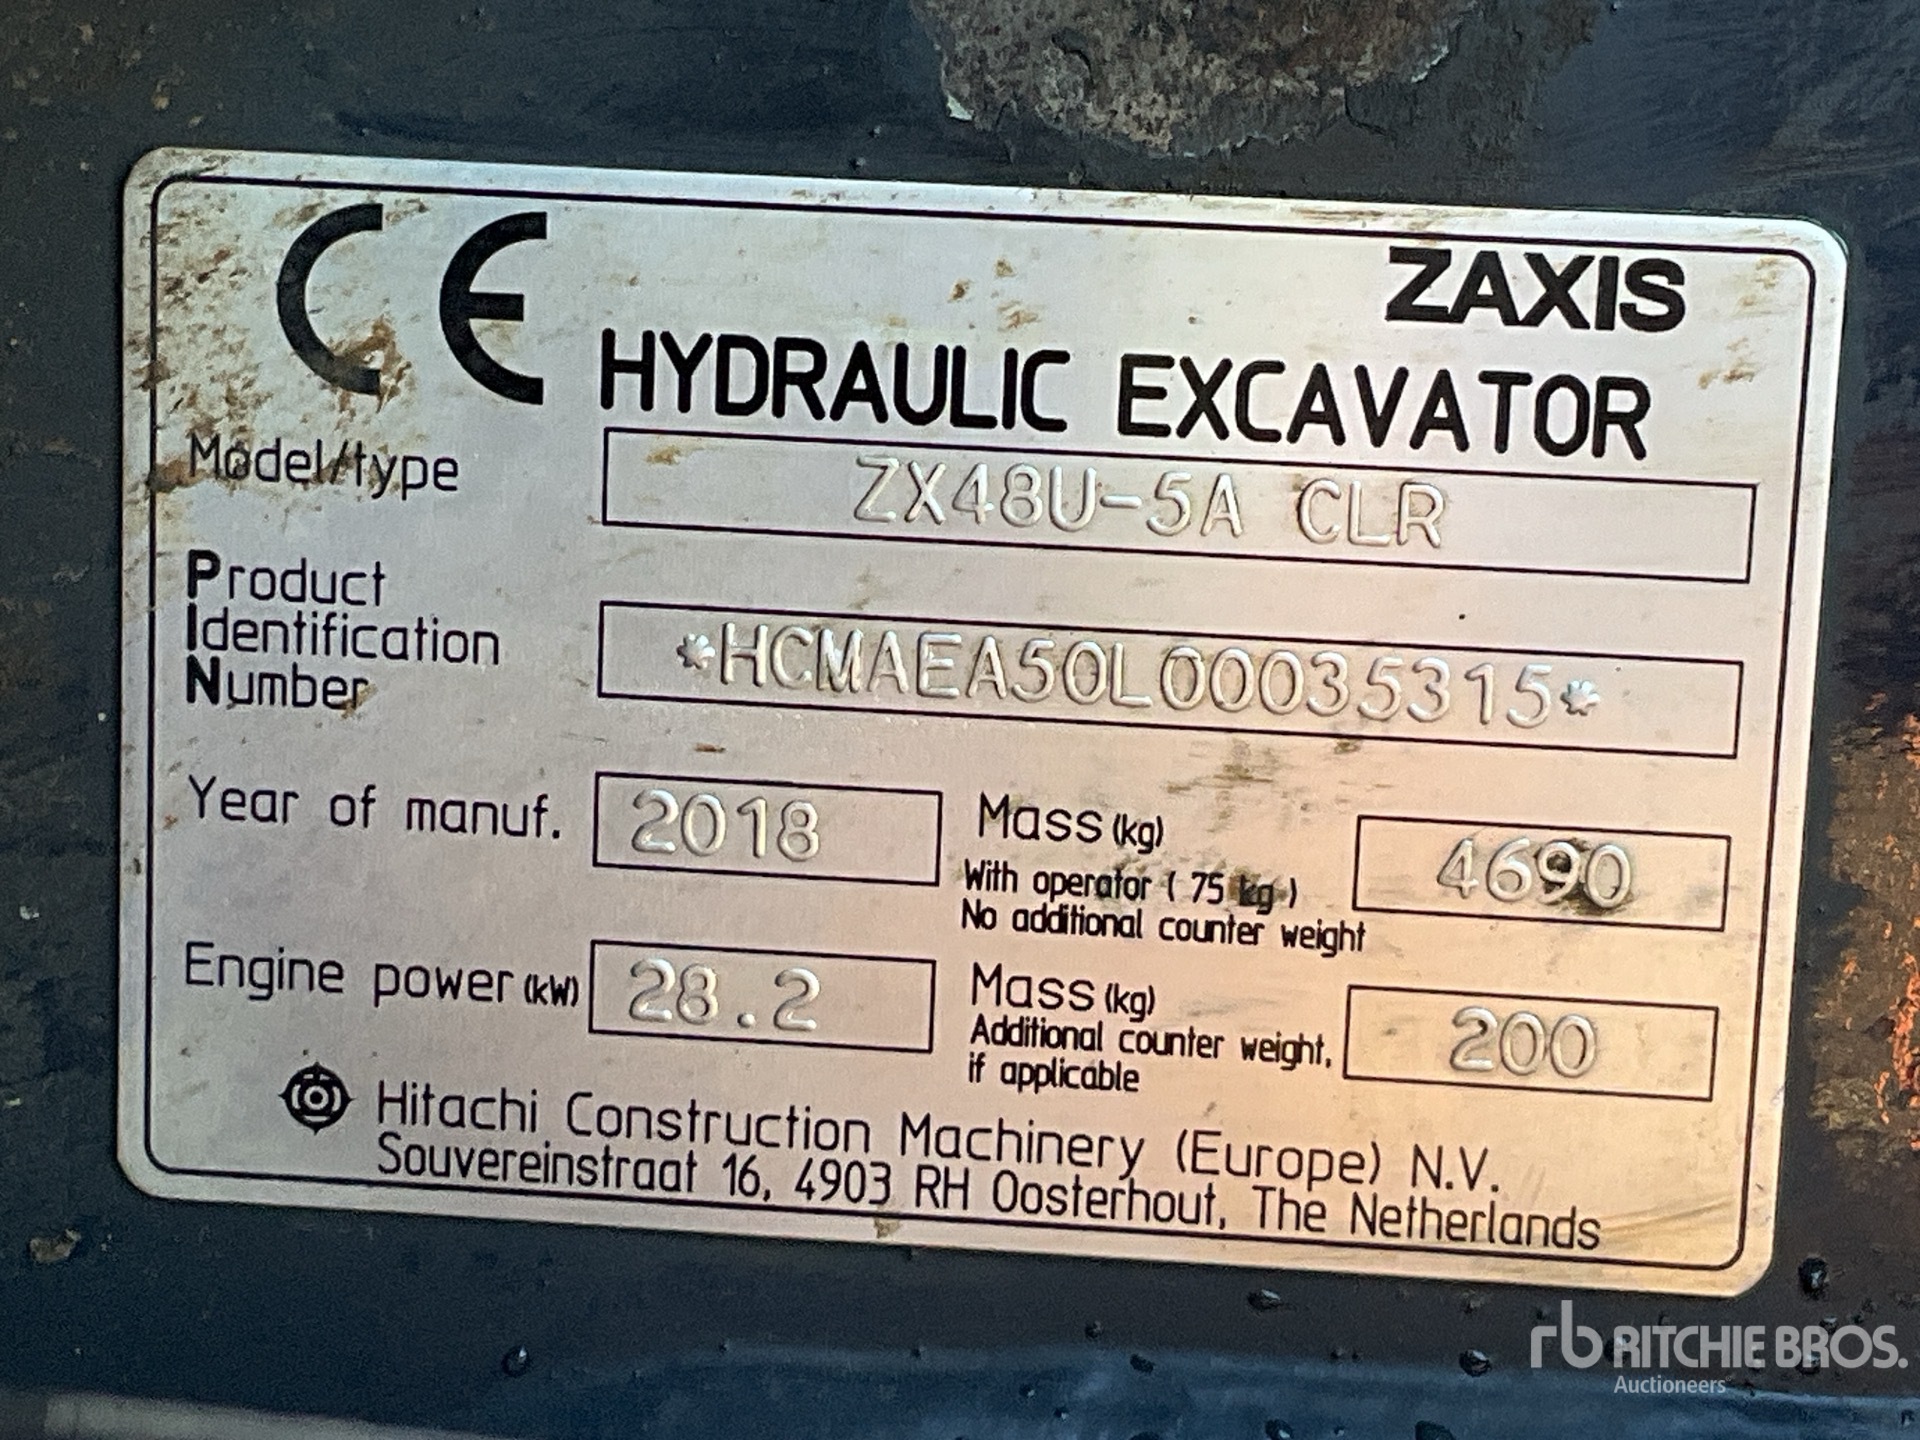 CE
ZAXIS
HYDRAULIC EXCAVATOR
Model/type ZX48U-5A CLR
Product
Identification
Number *HCMAEA50L00035315*
Year of manuf. 2018
Mass (kg) 4690
With operator ( 75 kg )
No additional counter weight
Engine power (kW) 28.2
Mass (kg) 200
Additional counter weight,
if applicable
Hitachi Construction Machinery (Europe) N.V.
Souvereinstraat 16, 4903 RH Oosterhout, The Netherlands
rb RITCHIE BROS.
Auctioneers